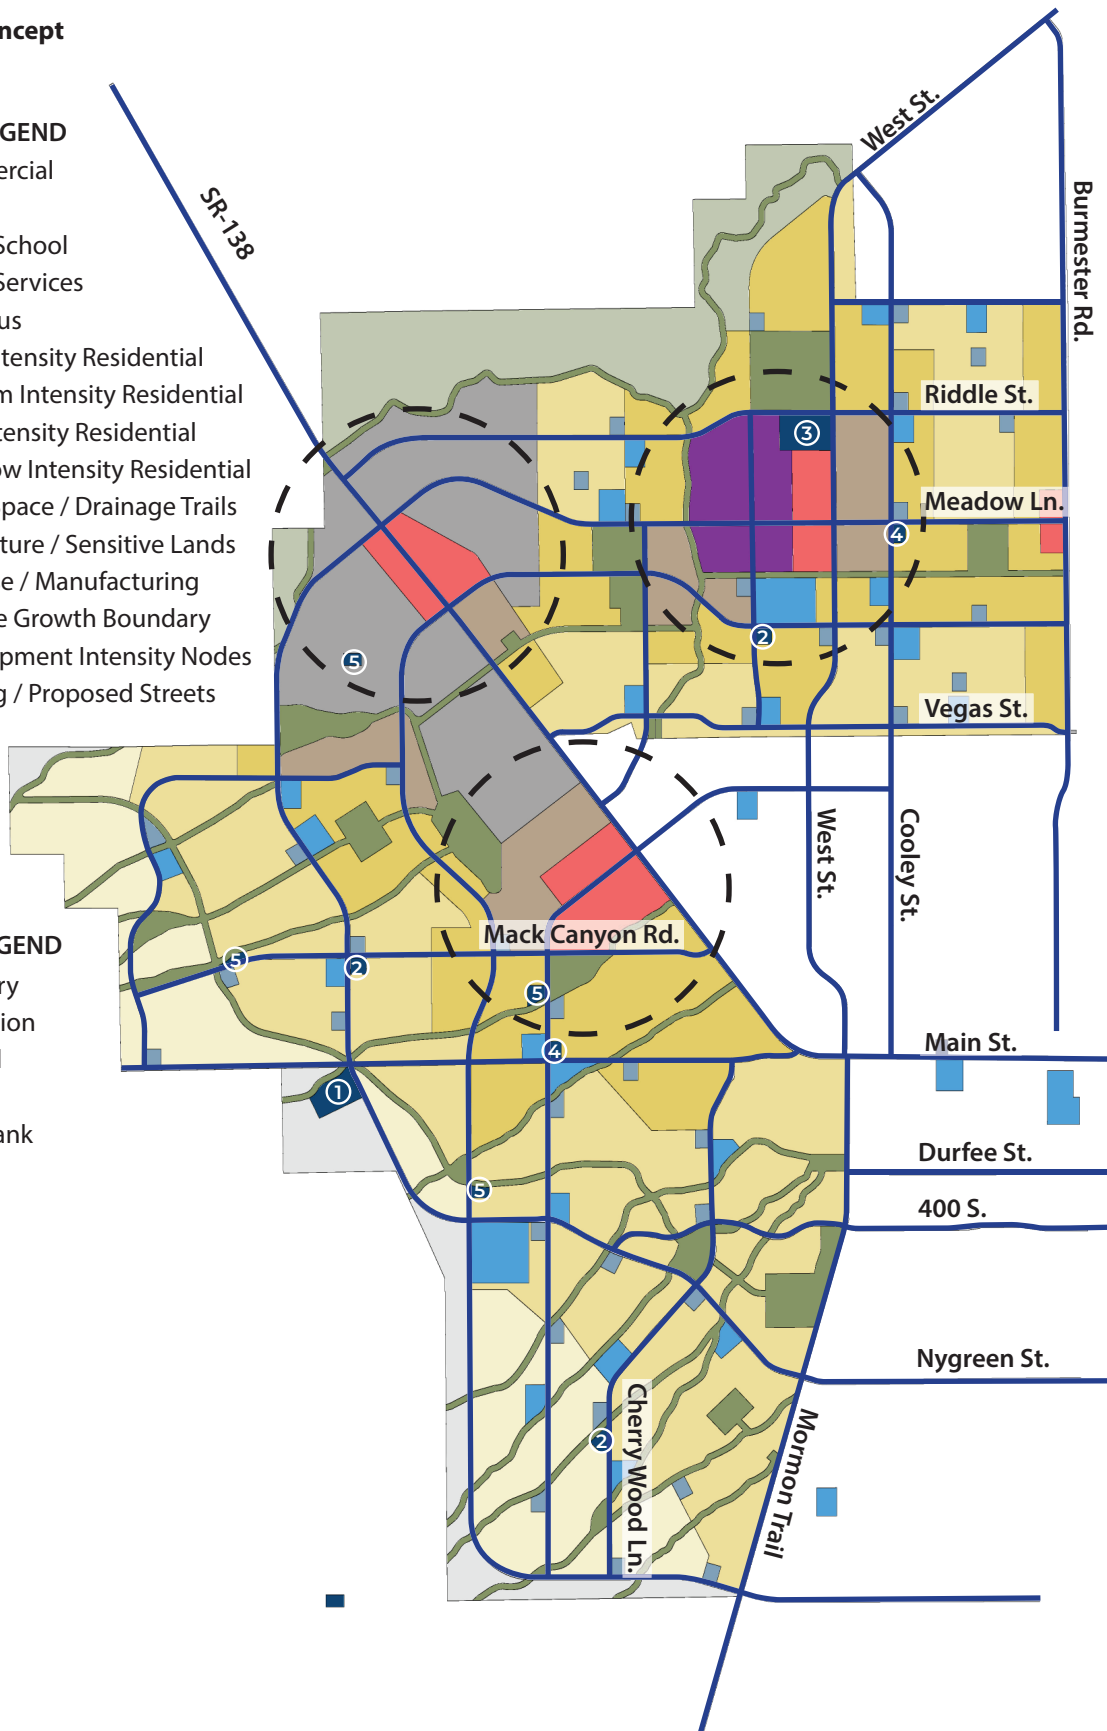 ncept
GEND
ercial
School
Services
us
tensity Residential
m Intensity Residential
tensity Residential
ow Intensity Residential
pace / Drainage Trails
ture / Sensitive Lands
e / Manufacturing
e Growth Boundary
pment Intensity Nodes
g / Proposed Streets
SR-138
West St.
Burmester Rd.
Riddle St.
3
Meadow Ln.
4
2
5
Vegas St.
West St.
Cooley St.
GEND
ry
tion
l
ank
Mack Canyon Rd.
5
2
5
4
Main St.
1
Durfee St.
5
400 S.
Nygreen St.
Cherry Wood Ln.
2
Mormon Trail